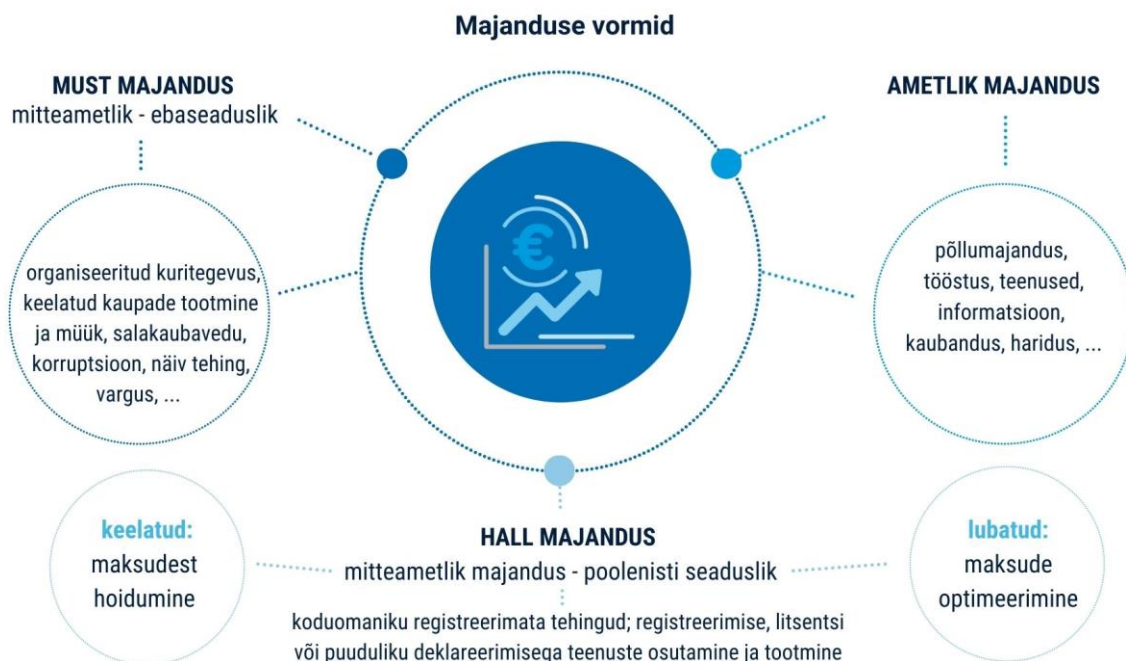 Majanduse vormid
MUST MAJANDUS
mitteametlik - ebaseaduslik
AMETLIK MAJANDUS
organiseeritud kuritegevus,
keelatud kaupade tootmine
ja müük, salakaubavedu,
korruptsioon, näiv tehing,
vargus, ...
€
põllumajandus,
tööstus, teenused,
informatsioon,
kaubandus, haridus, ...
keelatud:
maksudest
hoidumine
HALL MAJANDUS
mitteametlik majandus - poolenisti seaduslik
koduomaniku registreerimata tehingud; registreerimise, litsentsi
või puuduliku deklareerimisega teenuste osutamine ja tootmine
lubatud:
maksude
optimeerimine